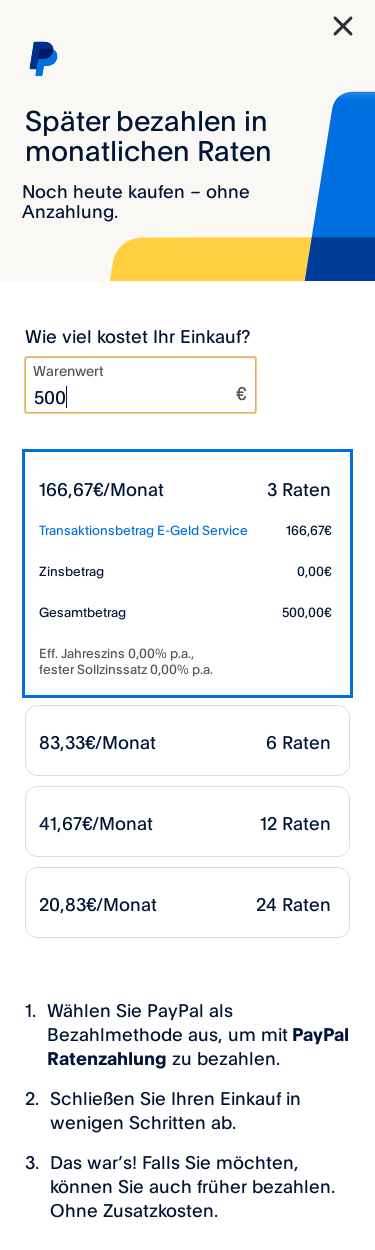 Später bezahlen in
monatlichen Raten
Noch heute kaufen – ohne
Anzahlung.
Wie viel kostet Ihr Einkauf?
Warenwert
500 €
166,67€/Monat 3 Raten
Transaktionsbetrag E-Geld Service 166,67€
Zinsbetrag 0,00€
Gesamtbetrag 500,00€
Eff. Jahreszins 0,00% p.a.,
fester Sollzinssatz 0,00% p.a.
83,33€/Monat 6 Raten
41,67€/Monat 12 Raten
20,83€/Monat 24 Raten
1. Wählen Sie PayPal als
Bezahlmethode aus, um mit PayPal
Ratenzahlung zu bezahlen.
2. Schließen Sie Ihren Einkauf in
wenigen Schritten ab.
3. Das war’s! Falls Sie möchten,
können Sie auch früher bezahlen.
Ohne Zusatzkosten.